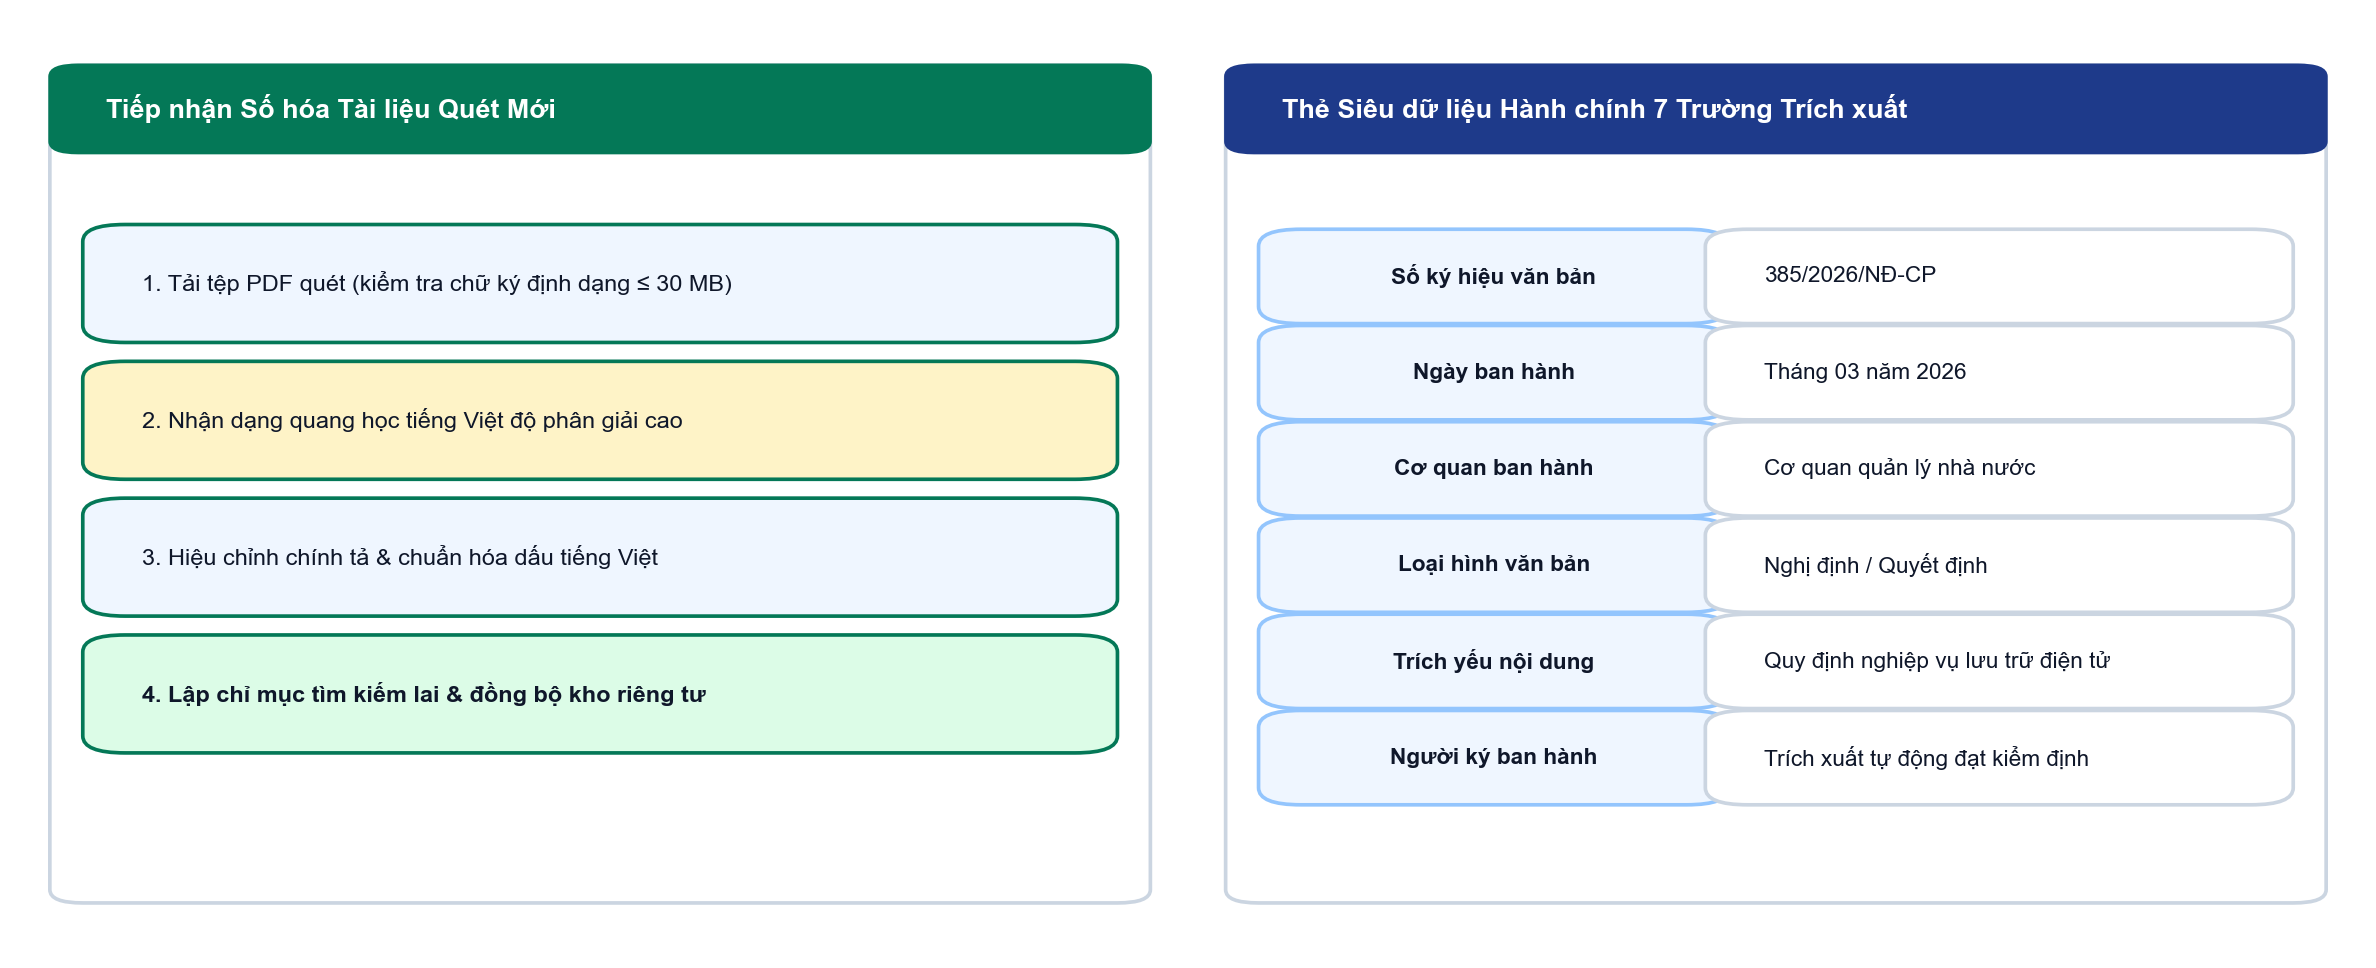 Tiếp nhận Số hóa Tài liệu Quét Mới
1. Tải tệp PDF quét (kiểm tra chữ ký định dạng ≤ 30 MB)
2. Nhận dạng quang học tiếng Việt độ phân giải cao
3. Hiệu chỉnh chính tả & chuẩn hóa dấu tiếng Việt
4. Lập chỉ mục tìm kiếm lai & đồng bộ kho riêng tư
Thẻ Siêu dữ liệu Hành chính 7 Trường Trích xuất
Số ký hiệu văn bản 385/2026/NĐ-CP
Ngày ban hành Tháng 03 năm 2026
Cơ quan ban hành Cơ quan quản lý nhà nước
Loại hình văn bản Nghị định / Quyết định
Trích yếu nội dung Quy định nghiệp vụ lưu trữ điện tử
Người ký ban hành Trích xuất tự động đạt kiểm định